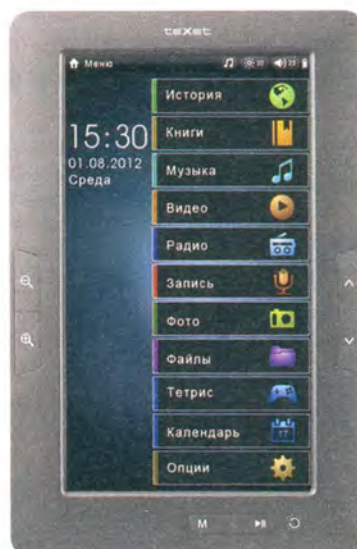 teXet
Меню
15:30
01.08.2012
Среда
История
Книги
Музыка
Видео
Радио
Запись
Фото
Файлы
Тетрис
Календарь
17
Опции
M